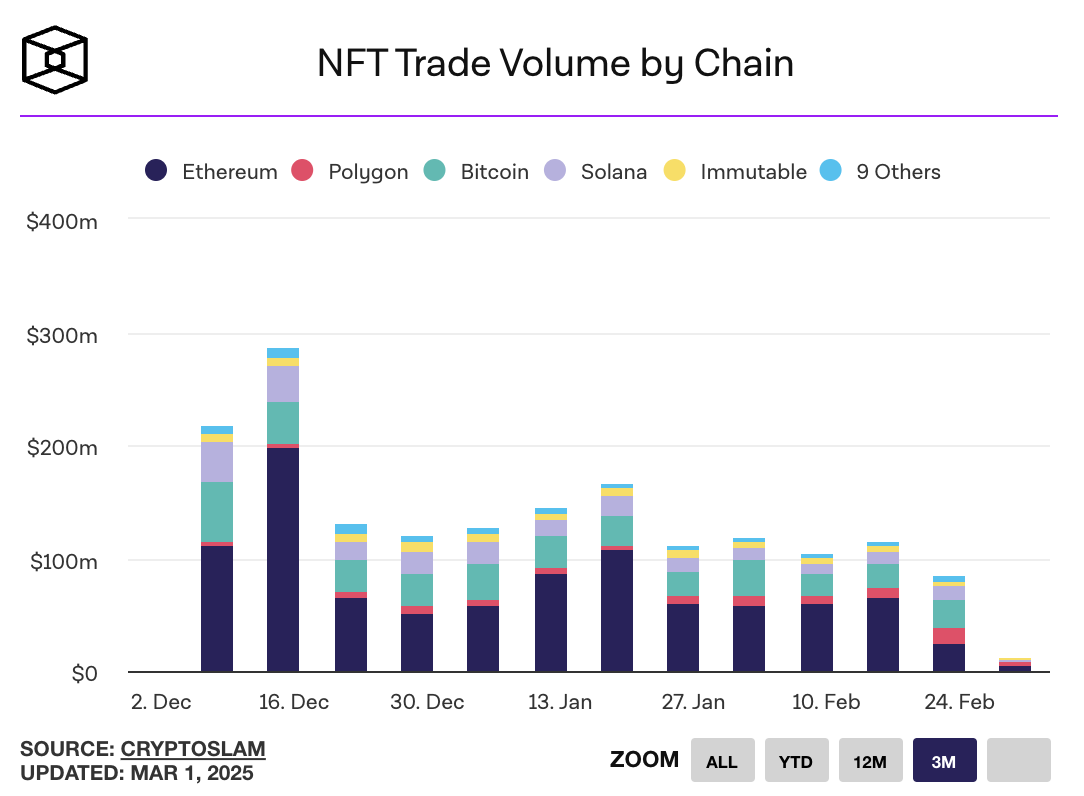 NFT Trade Volume by Chain
Ethereum Polygon Bitcoin Solana Immutable 9 Others
$400m
$300m
$200m
$100m
$0
2. Dec 16. Dec 30. Dec 13. Jan 27. Jan 10. Feb 24. Feb
SOURCE: CRYPTOSLAM
UPDATED: MAR 1, 2025
ZOOM ALL YTD 12M 3M